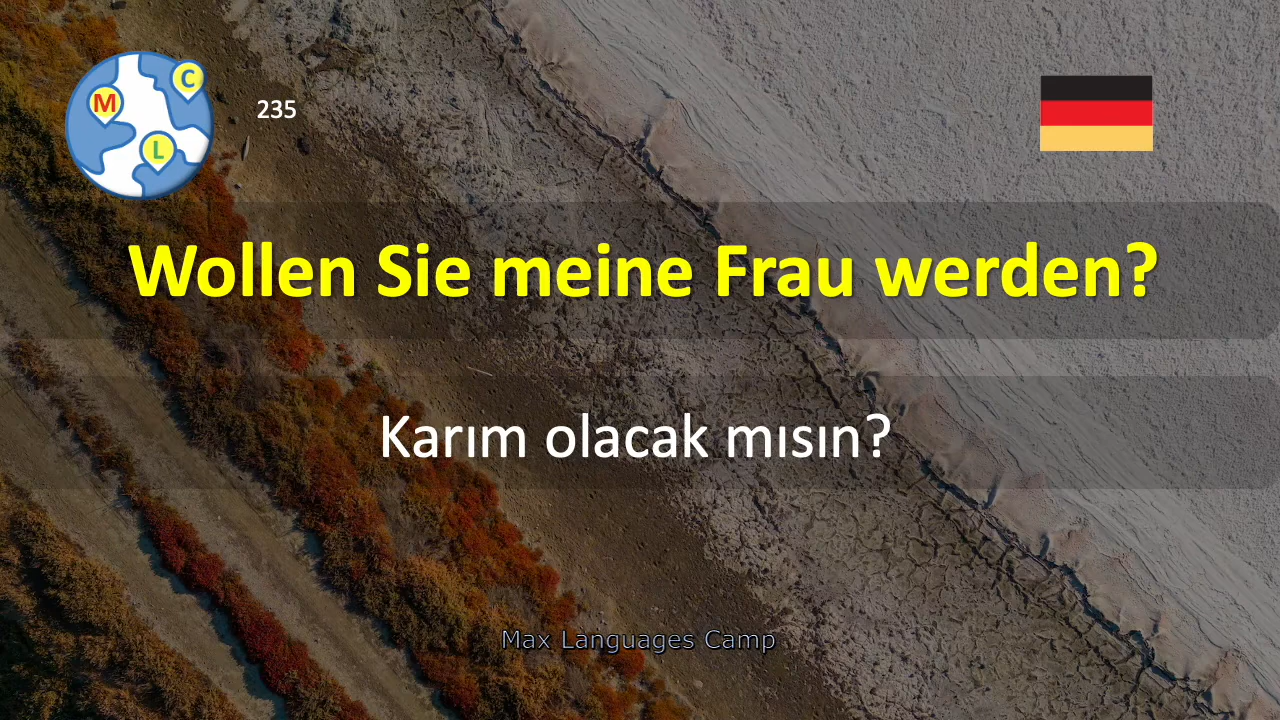 M
C
L
235
Wollen Sie meine Frau werden?
Karım olacak mısın?
Max Languages Camp